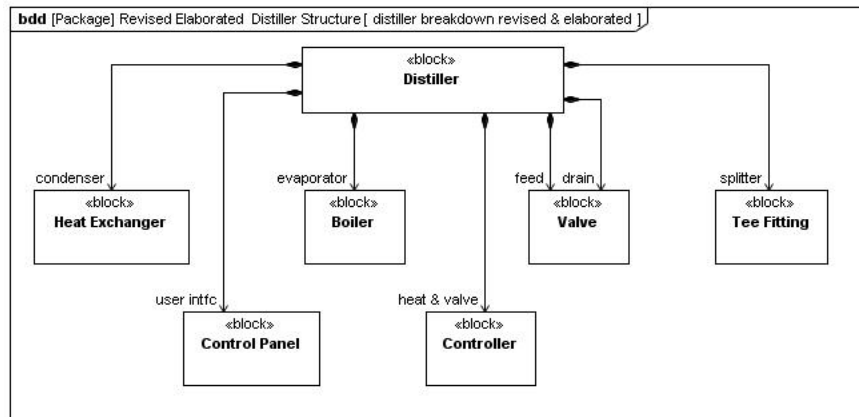 bdd [Package] Revised Elaborated Distiller Structure [ distiller breakdown revised & elaborated ]
«block»
Distiller
condenser
evaporator
feed
drain
splitter
«block»
Heat Exchanger
«block»
Boiler
«block»
Valve
«block»
Tee Fitting
user intfc
heat & valve
«block»
Control Panel
«block»
Controller